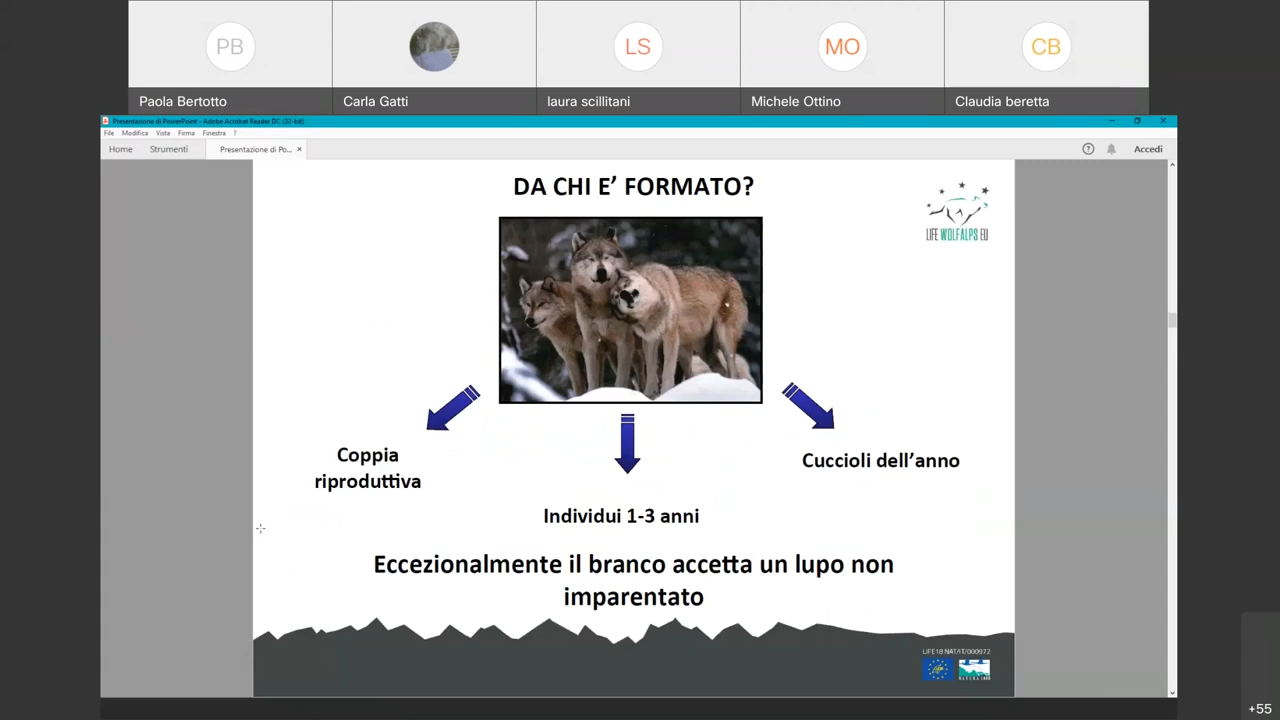 PB
LS
MO
CB
Paola Bertotto
Carla Gatti
laura scillitani
Michele Ottino
Claudia beretta
Presentazione di PowerPoint - Adobe Acrobat Reader DC (32-bit)
File Modifica Vista Firma Finestra ?
Home Strumenti Presentazione di Po... × Accedi
DA CHI E’ FORMATO?
LIFE WOLFALPS EU
Coppia
riproduttiva
Cuccioli dell’anno
Individui 1-3 anni
Eccezionalmente il branco accetta un lupo non
imparentato
LIFE18 NAT/IT/000972
NATURA 2000
+55